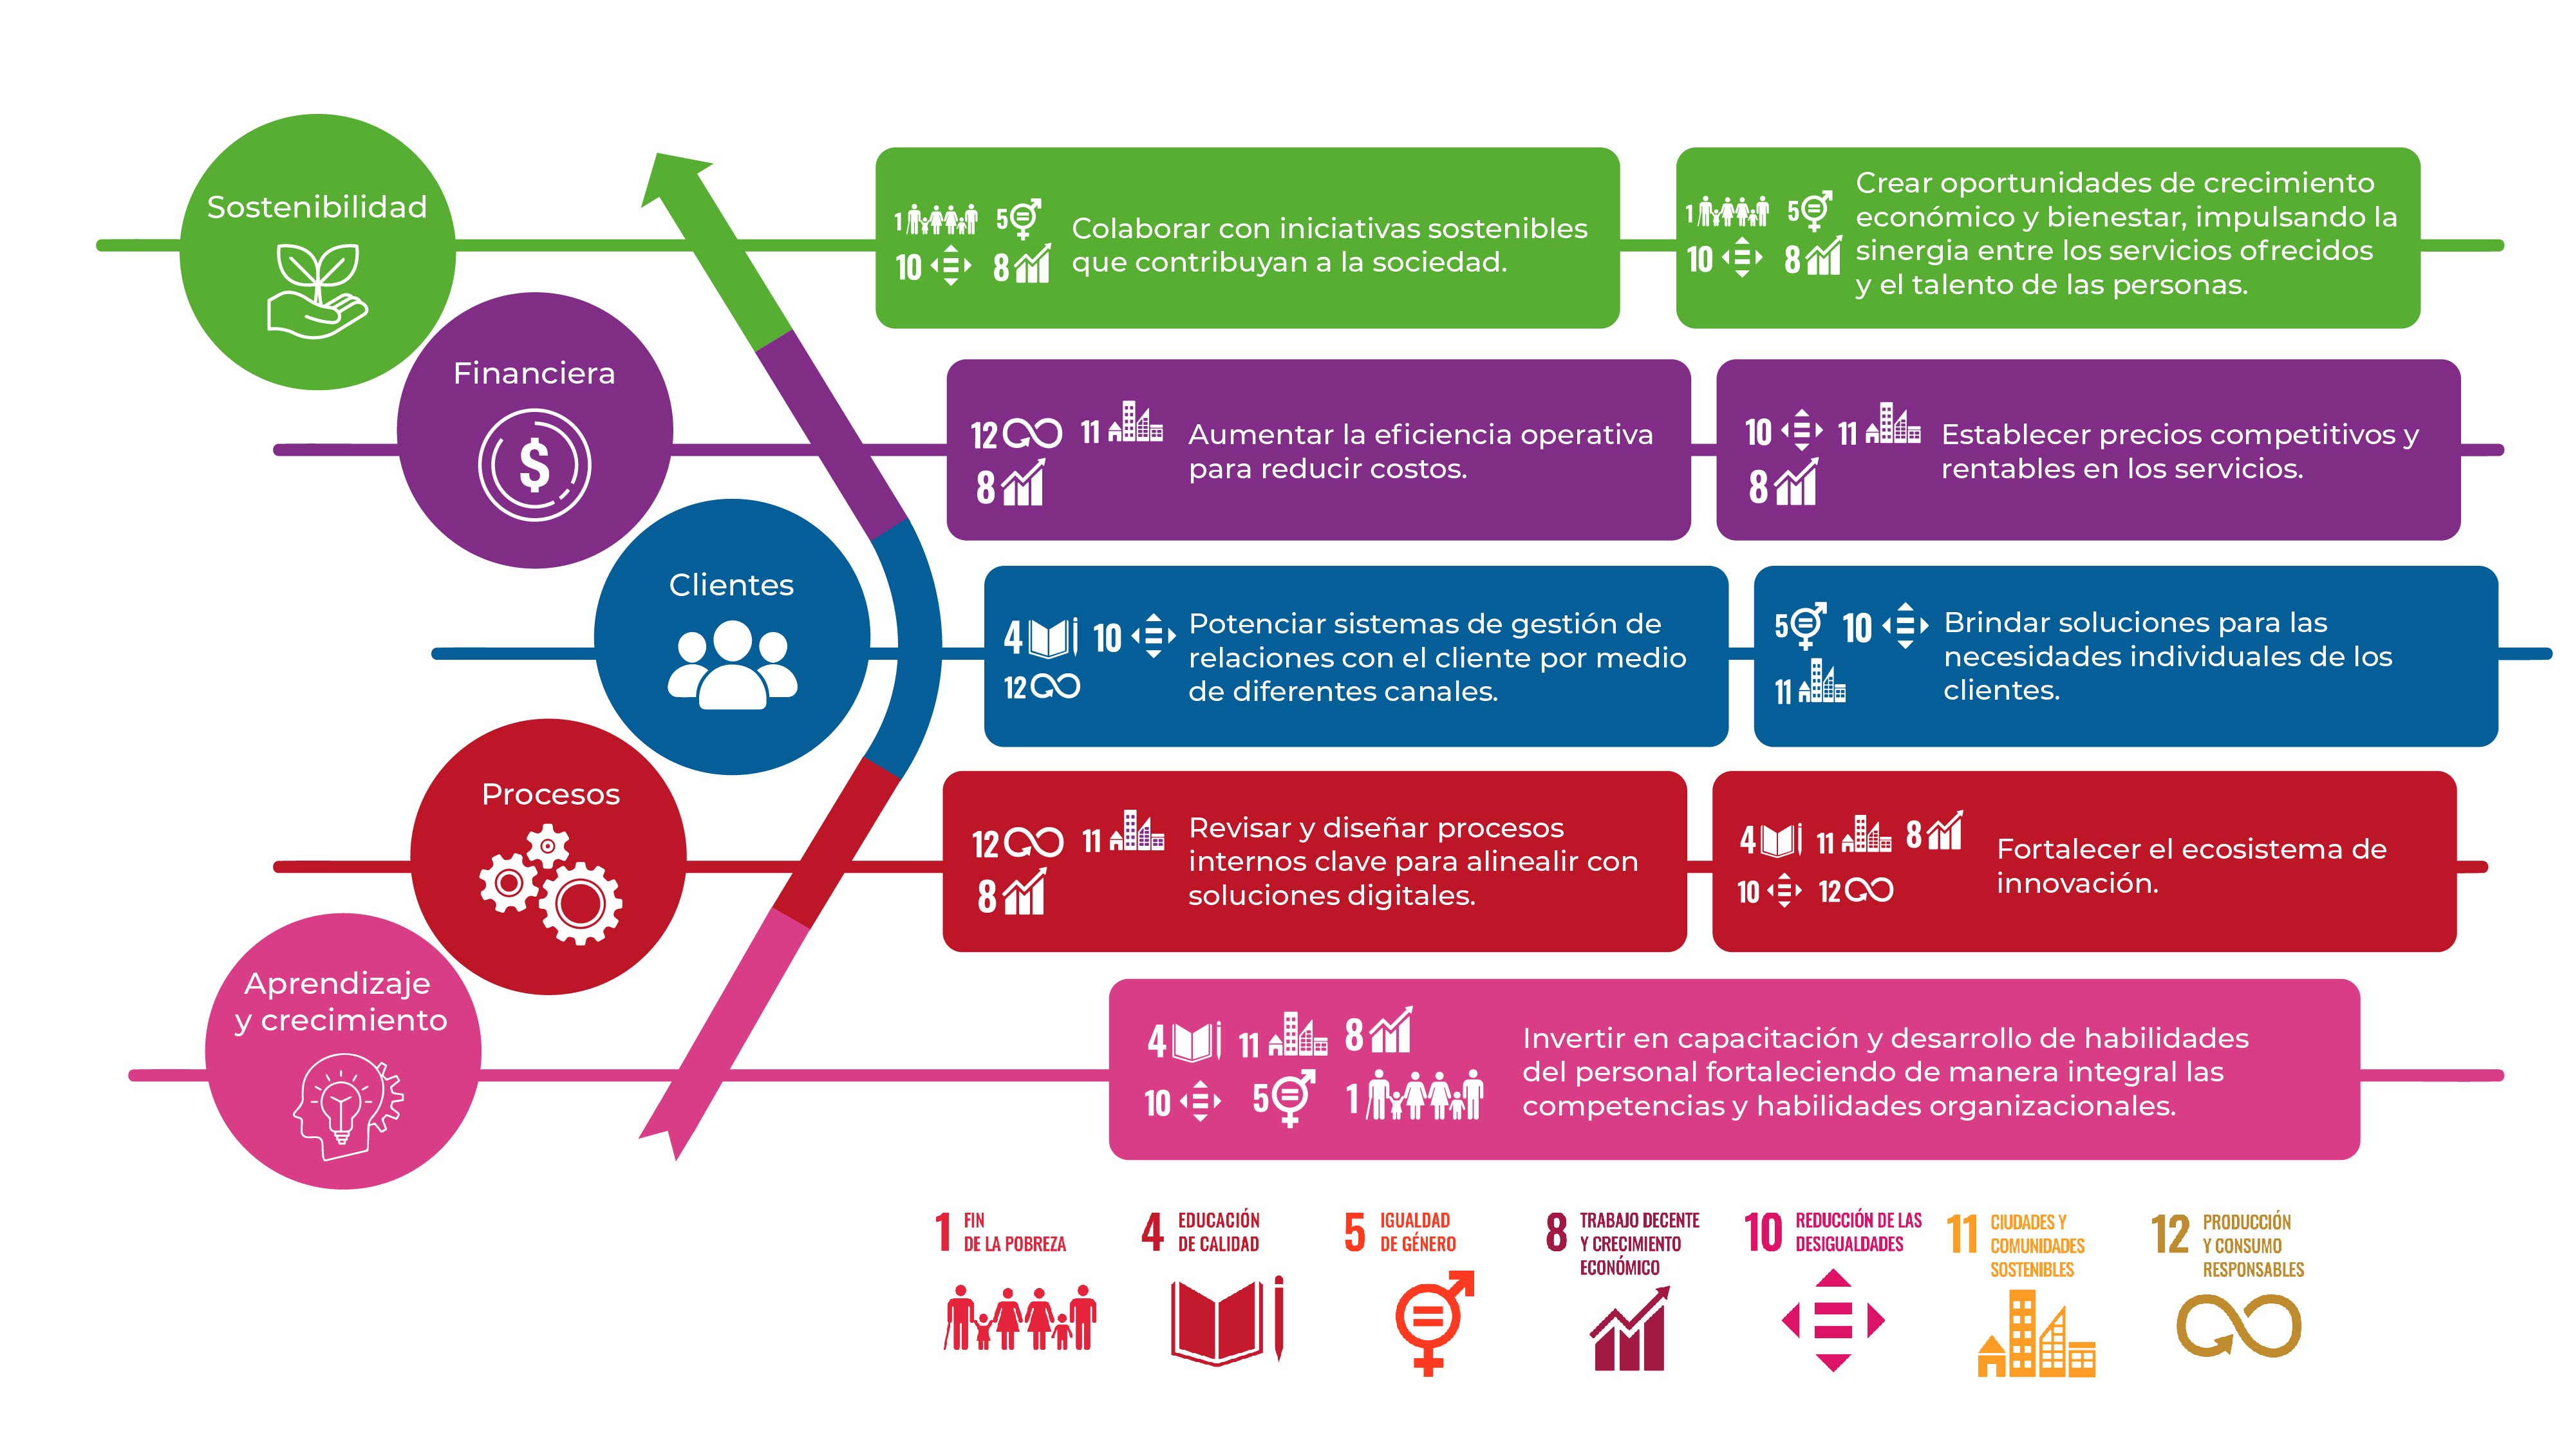 Sostenibilidad
1 5
10 8
Colaborar con iniciativas sostenibles
que contribuyan a la sociedad.
1 5
10 8
Crear oportunidades de crecimiento
económico y bienestar, impulsando la
sinergia entre los servicios ofrecidos
y el talento de las personas.
Financiera
$
12 11
8
Aumentar la eficiencia operativa
para reducir costos.
10 11
8
Establecer precios competitivos y
rentables en los servicios.
Clientes
4 10
12
Potenciar sistemas de gestión de
relaciones con el cliente por medio
de diferentes canales.
5 10
11
Brindar soluciones para las
necesidades individuales de los
clientes.
Procesos
12 11
8
Revisar y diseñar procesos
internos clave para alinealir con
soluciones digitales.
4 11 8
10 12
Fortalecer el ecosistema de
innovación.
Aprendizaje
y crecimiento
4 11 8
10 5 1
Invertir en capacitación y desarrollo de habilidades
del personal fortaleciendo de manera integral las
competencias y habilidades organizacionales.
1 FIN
DE LA POBREZA
4 EDUCACIÓN
DE CALIDAD
5 IGUALDAD
DE GÉNERO
8 TRABAJO DECENTE
Y CRECIMIENTO
ECONÓMICO
10 REDUCCIÓN DE LAS
DESIGUALDADES
11 CIUDADES Y
COMUNIDADES
SOSTENIBLES
12 PRODUCCIÓN
Y CONSUMO
RESPONSABLES